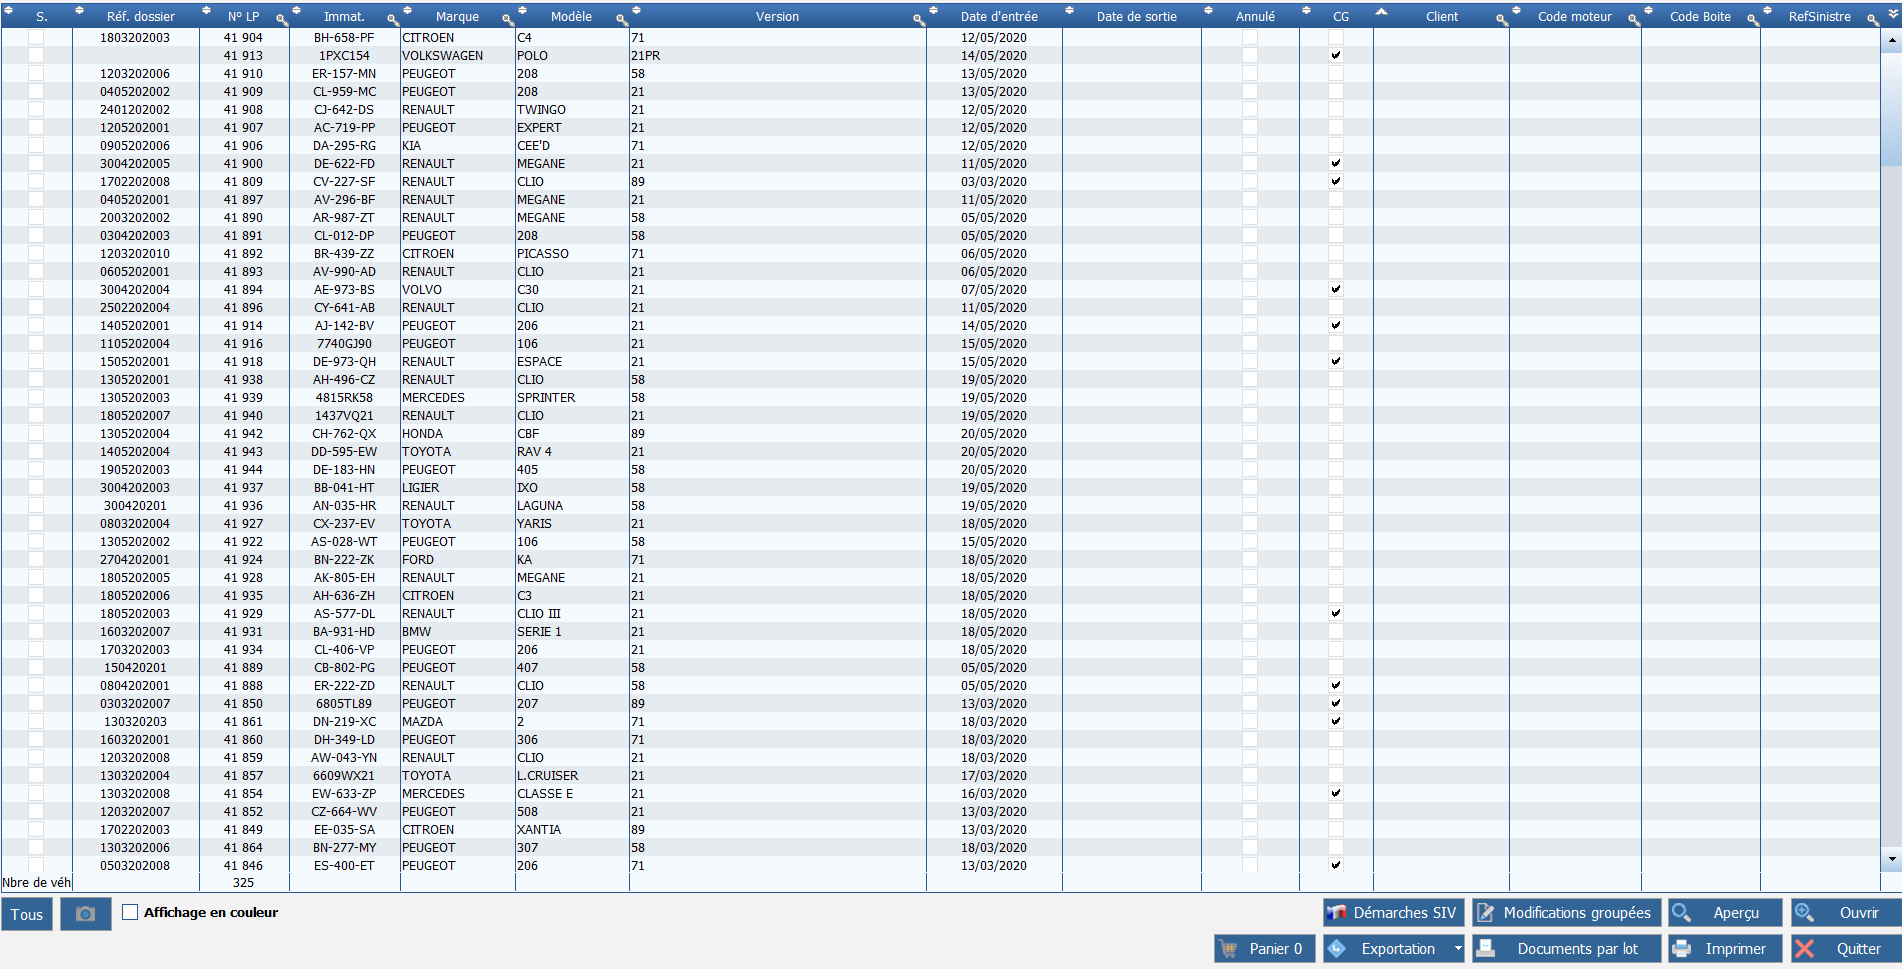 S. Réf. dossier N° LP Immat. Marque Modèle Version Date d'entrée Date de sortie Annulé CG Client Code moteur Code Boite RefSinistre
1803202003 41 904 BH-658-PF CITROEN C4 71 12/05/2020
41 913 1PXC154 VOLKSWAGEN POLO 21PR 14/05/2020
1203202006 41 910 ER-157-MN PEUGEOT 208 58 13/05/2020
0405202002 41 909 CL-959-MC PEUGEOT 208 21 13/05/2020
2401202002 41 908 CJ-642-DS RENAULT TWINGO 21 12/05/2020
1205202001 41 907 AC-719-PP PEUGEOT EXPERT 21 12/05/2020
0905202006 41 906 DA-295-RG KIA CEE'D 71 12/05/2020
3004202005 41 900 DE-622-FD RENAULT MEGANE 21 11/05/2020
1702202008 41 809 CV-227-SF RENAULT CLIO 89 03/03/2020
0405202001 41 897 AV-296-BF RENAULT MEGANE 21 11/05/2020
2003202002 41 890 AR-987-ZT RENAULT MEGANE 58 05/05/2020
0304202003 41 891 CL-012-DP PEUGEOT 208 58 05/05/2020
1203202010 41 892 BR-439-ZZ CITROEN PICASSO 71 06/05/2020
0605202001 41 893 AV-990-AD RENAULT CLIO 21 06/05/2020
3004202004 41 894 AE-973-BS VOLVO C30 21 07/05/2020
2502202004 41 896 CY-641-AB RENAULT CLIO 21 11/05/2020
1405202001 41 914 AJ-142-BV PEUGEOT 206 21 14/05/2020
1105202004 41 916 7740GJ90 PEUGEOT 106 21 15/05/2020
1505202001 41 918 DE-973-QH RENAULT ESPACE 21 15/05/2020
1305202001 41 938 AH-496-CZ RENAULT CLIO 58 19/05/2020
1305202003 41 939 4815RK58 MERCEDES SPRINTER 58 19/05/2020
1805202007 41 940 1437VQ21 RENAULT CLIO 21 19/05/2020
1305202004 41 942 CH-762-QX HONDA CBF 89 20/05/2020
1405202004 41 943 DD-595-EW TOYOTA RAV 4 21 20/05/2020
1905202003 41 944 DE-183-HN PEUGEOT 405 58 20/05/2020
3004202003 41 937 BB-041-HT LIGIER IXO 58 19/05/2020
300420201 41 936 AN-035-HR RENAULT LAGUNA 58 19/05/2020
0803202004 41 927 CX-237-EV TOYOTA YARIS 21 18/05/2020
1305202002 41 922 AS-028-WT PEUGEOT 106 58 15/05/2020
2704202001 41 924 BN-222-ZK FORD KA 71 18/05/2020
1805202005 41 928 AK-805-EH RENAULT MEGANE 21 18/05/2020
1805202006 41 935 AH-636-ZH CITROEN C3 21 18/05/2020
1805202003 41 929 AS-577-DL RENAULT CLIO III 21 18/05/2020
1603202007 41 931 BA-931-HD BMW SERIE 1 21 18/05/2020
1703202003 41 934 CL-406-VP PEUGEOT 206 21 18/05/2020
150420201 41 889 CB-802-PG PEUGEOT 407 58 05/05/2020
0804202001 41 888 ER-222-ZD RENAULT CLIO 58 05/05/2020
0303202007 41 850 6805TL89 PEUGEOT 207 89 13/03/2020
130320203 41 861 DN-219-XC MAZDA 2 71 18/03/2020
1603202001 41 860 DH-349-LD PEUGEOT 306 71 18/03/2020
1203202008 41 859 AW-043-YN RENAULT CLIO 21 18/03/2020
1303202004 41 857 6609WX21 TOYOTA L.CRUISER 21 17/03/2020
1303202008 41 854 EW-633-ZP MERCEDES CLASSE E 21 16/03/2020
1203202007 41 852 CZ-664-WV PEUGEOT 508 21 13/03/2020
1702202003 41 849 EE-035-SA CITROEN XANTIA 89 13/03/2020
1303202006 41 864 BN-277-MY PEUGEOT 307 58 18/03/2020
0503202008 41 846 ES-400-ET PEUGEOT 206 71 13/03/2020
Nbre de véh 325
Tous Affichage en couleur Démarches SIV Modifications groupées Aperçu Ouvrir
Panier 0 Exportation Documents par lot Imprimer Quitter